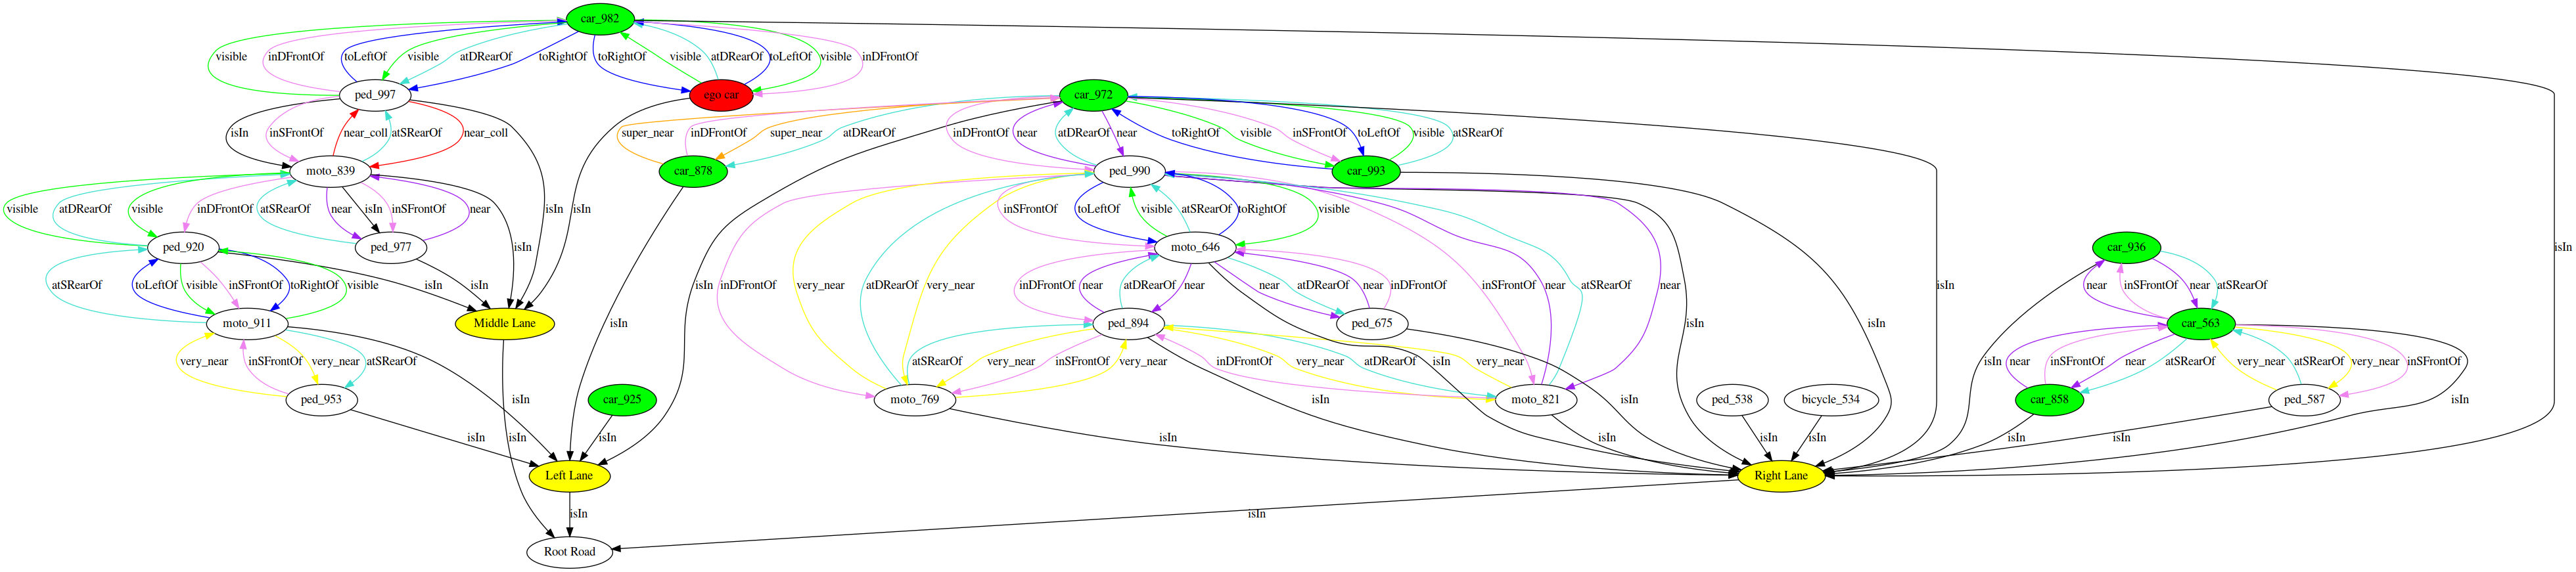 car_982
visible inDFrontOf toLeftOf visible atDRearOf toRightOf toRightOf visible atDRearOf toLeftOf visible inDFrontOf
ped_997 ego car car_972
isIn inSFrontOf near_coll atSRearOf near_coll super_near inDFrontOf super_near atDRearOf inDFrontOf near atDRearOf near toRightOf visible inSFrontOf toLeftOf visible atSRearOf
moto_839 car_878 ped_990 car_993
visible atDRearOf visible inDFrontOf atSRearOf near isIn inSFrontOf near isIn isIn inSFrontOf toLeftOf visible atSRearOf toRightOf visible
ped_920 ped_977 isIn moto_646 car_936 isIn
atSRearOf toLeftOf visible inSFrontOf toRightOf visible isIn isIn isIn inDFrontOf very_near atDRearOf very_near inDFrontOf near atDRearOf near near atDRearOf near inDFrontOf inSFrontOf near atSRearOf near isIn near inSFrontOf near atSRearOf
moto_911 Middle Lane isIn ped_894 ped_675 isIn isIn car_563
very_near inSFrontOf very_near atSRearOf atSRearOf very_near inSFrontOf very_near inDFrontOf very_near atDRearOf isIn very_near isIn near inSFrontOf near atSRearOf very_near atSRearOf very_near inSFrontOf
ped_953 isIn car_925 moto_769 isIn moto_821 isIn ped_538 bicycle_534 car_858 ped_587 isIn
isIn isIn isIn isIn isIn isIn isIn isIn isIn
Left Lane Right Lane
isIn isIn
Root Road